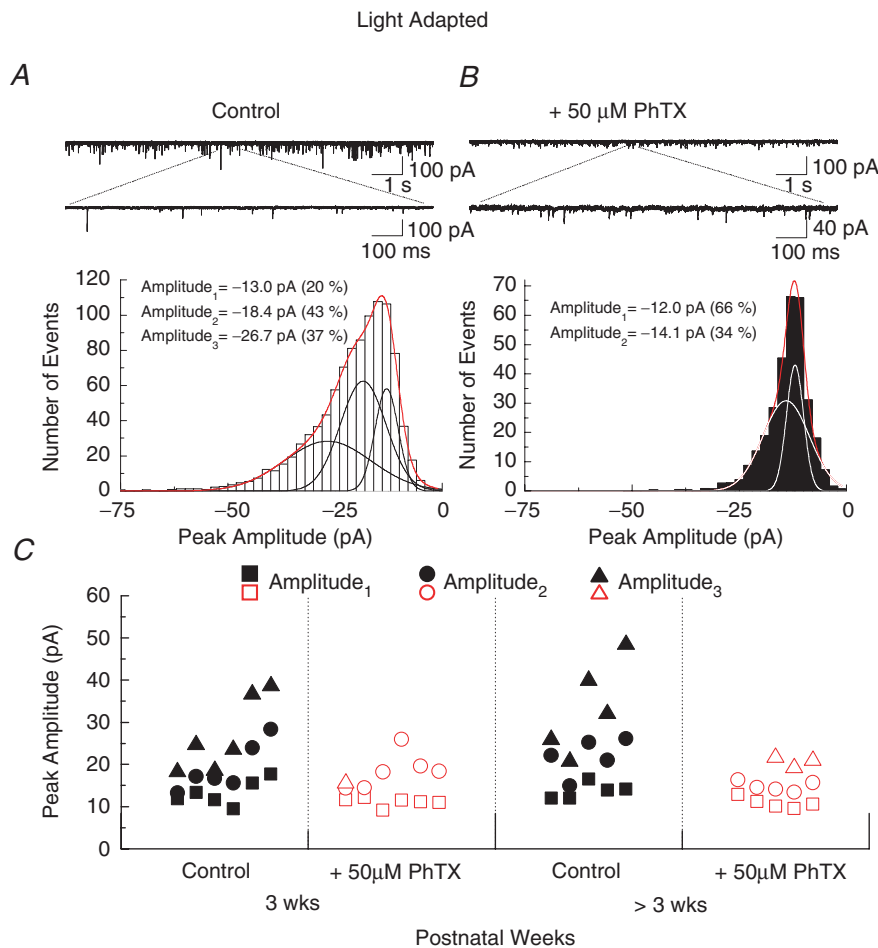 Light Adapted
A
Control
100 pA
1 s
100 pA
100 ms
Amplitude1= −13.0 pA (20 %)
Amplitude2= −18.4 pA (43 %)
Amplitude3= −26.7 pA (37 %)
120
100
80
60
40
20
0
Number of Events
−75
−50
−25
0
Peak Amplitude (pA)
B
+ 50 μM PhTX
100 pA
1 s
40 pA
100 ms
Amplitude1= −12.0 pA (66 %)
Amplitude2= −14.1 pA (34 %)
70
60
50
40
30
20
10
0
Number of Events
−75
−50
−25
0
Peak Amplitude (pA)
C
Amplitude1
Amplitude2
Amplitude3
60
50
40
30
20
10
0
Peak Amplitude (pA)
Control
+ 50μM PhTX
Control
+ 50μM PhTX
3 wks
> 3 wks
Postnatal Weeks